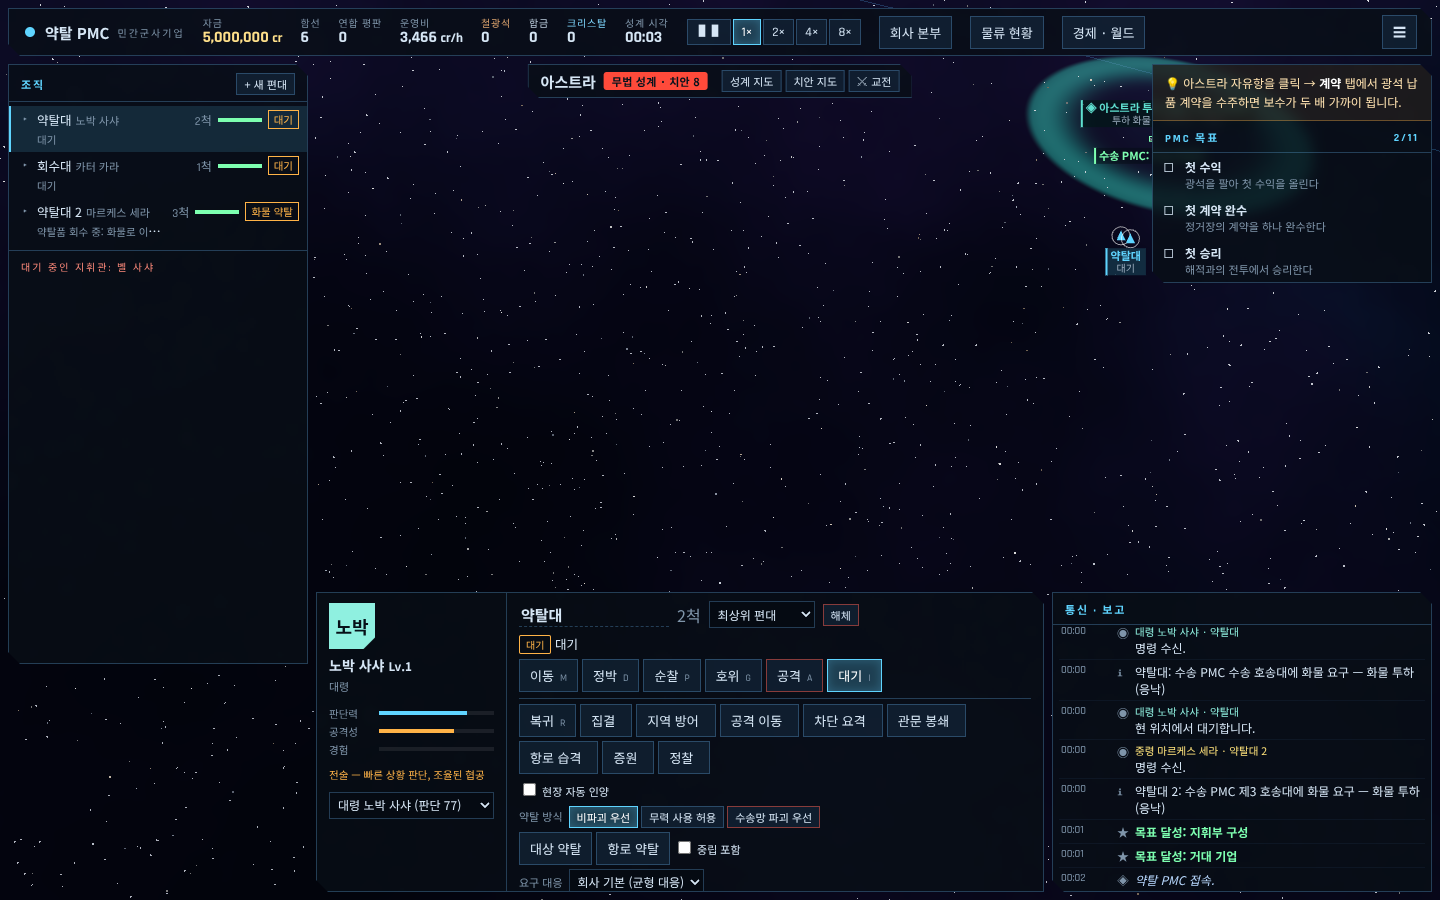 약탈 PMC 민간군사기업
자금 5,000,000 cr
함선 6
연합 평판 0
운영비 3,466 cr/h
철광석 0
합금 0
크리스탈 0
성계 시각 00:03
1× 2× 4× 8×
회사 본부
물류 현황
경제 · 월드
조직
+ 새 편대
약탈대 노박 사샤 2척 대기
대기
회수대 카터 카라 1척 대기
대기
약탈대 2 마르케스 세라 3척 화물 약탈
약탈품 회수 중: 화물로 이…
대기 중인 지휘관: 벨 사샤
아스트라 무법 성계 · 치안 8 성계 지도 치안 지도 ⚔ 교전
아스트라 투
투하 화물
수송 PMC:
약탈대
대기
아스트라 자유항을 클릭 → 계약 탭에서 광석 납
품 계약을 수주하면 보수가 두 배 가까이 됩니다.
PMC 목표 2/11
첫 수익
광석을 팔아 첫 수익을 올린다
첫 계약 완수
정거장의 계약을 하나 완수한다
첫 승리
해적과의 전투에서 승리한다
노박
노박 사샤 Lv.1
대령
판단력
공격성
경험
전술 — 빠른 상황 판단, 조율된 협공
대령 노박 사샤 (판단 77)
약탈대 2척 최상위 편대 해체
대기 대기
이동 M 정박 D 순찰 P 호위 G 공격 A 대기 I
복귀 R 집결 지역 방어 공격 이동 차단 요격 관문 봉쇄
항로 습격 증원 정찰
현장 자동 인양
약탈 방식 비파괴 우선 무력 사용 허용 수송망 파괴 우선
대상 약탈 항로 약탈 중립 포함
요구 대응 회사 기본 (균형 대응)
통신 · 보고
00:00 대령 노박 사샤 · 약탈대
명령 수신.
00:00 약탈대: 수송 PMC 수송 호송대에 화물 요구 — 화물 투하
(응낙)
00:00 대령 노박 사샤 · 약탈대
현 위치에서 대기합니다.
00:00 중령 마르케스 세라 · 약탈대 2
명령 수신.
00:00 약탈대 2: 수송 PMC 제3 호송대에 화물 요구 — 화물 투하
(응낙)
00:01 ★ 목표 달성: 지휘부 구성
00:01 ★ 목표 달성: 거대 기업
00:02 ◈ 약탈 PMC 접속.